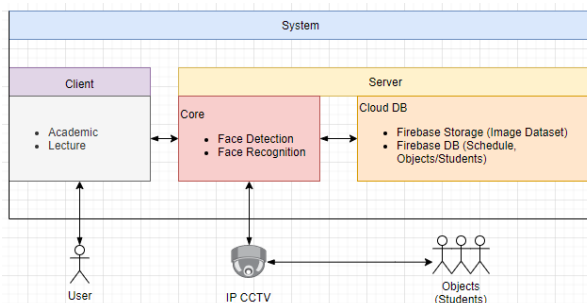 System
Client
Server
Academic
Lecture
Core
Face Detection
Face Recognition
Cloud DB
Firebase Storage (Image Dataset)
Firebase DB (Schedule,
Objects/Students)
User
IP CCTV
Objects
(Students)